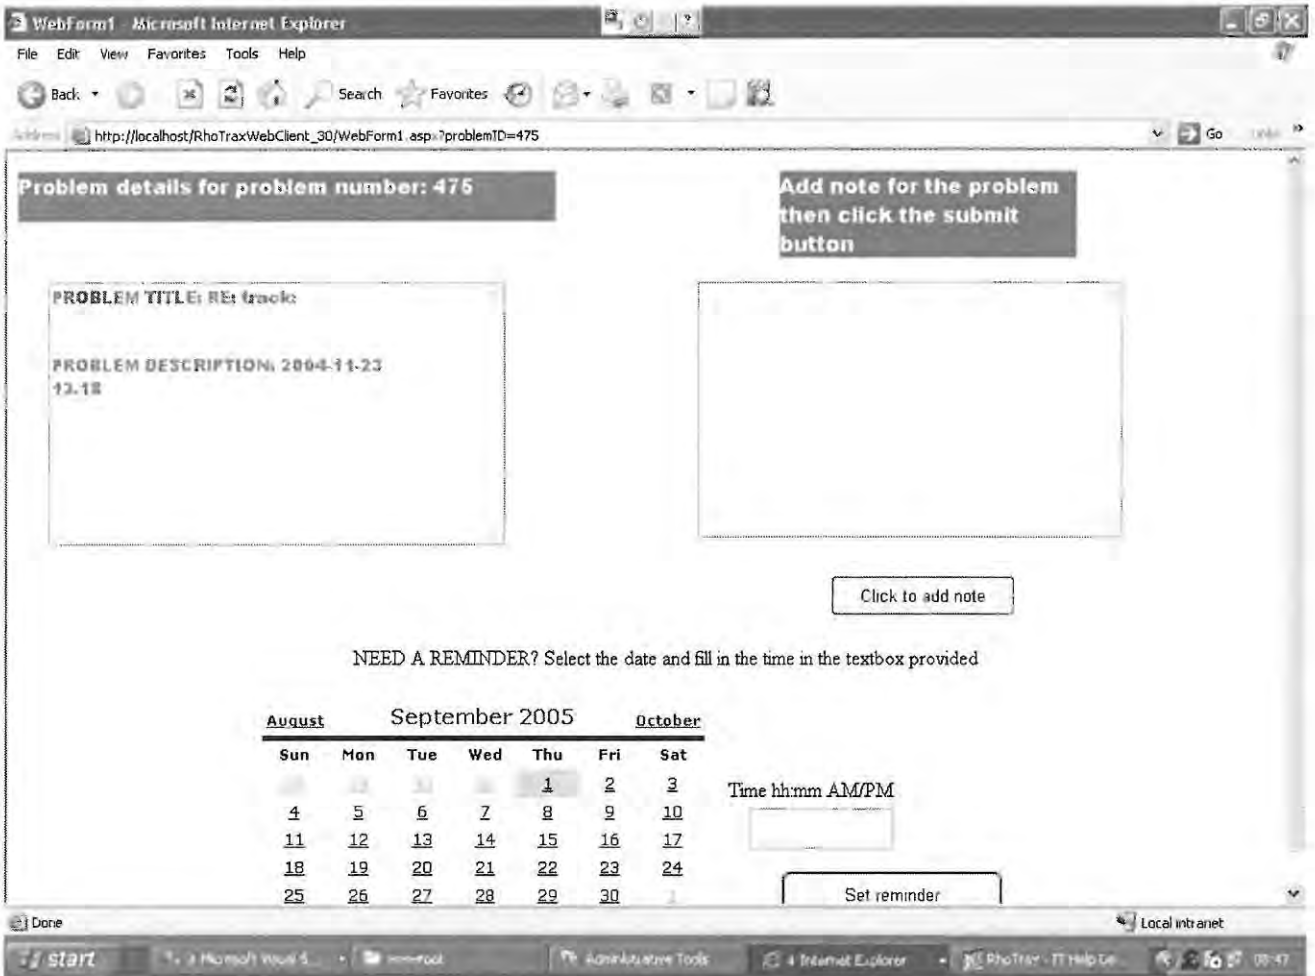 WebForm1 - Microsoft Internet Explorer
File Edit View Favorites Tools Help
Back Search Favorites
Address http://localhost/RhoTraxWebClient_30/WebForm1.aspx?problemID=475 Go Links
Problem details for problem number: 475
Add note for the problem
then click the submit
button
PROBLEM TITLE: RE: track:
PROBLEM DESCRIPTION: 2004-11-23
Click to add note
NEED A REMINDER? Select the date and fill in the time in the textbox provided
August September 2005 October
Sun Mon Tue Wed Thu Fri Sat
1 2 3
Time hh:mm AM/PM
4 5 6 7 8 9 10
11 12 13 14 15 16 17
18 19 20 21 22 23 24
25 26 27 28 29 30 1
Set reminder
Done Local intranet
start Administrative Tools 4 Internet Explorer